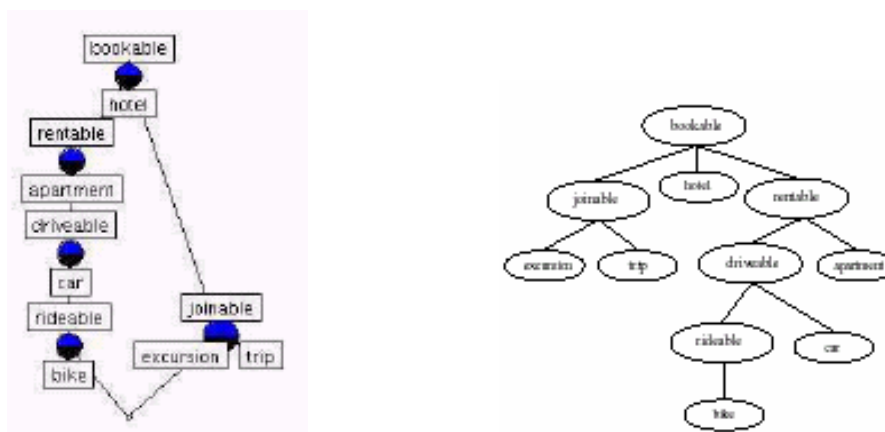 bookable
hotel
rentable
apartment
driveable
car
rideable
joinable
excursion trip
bike
bookable
joinable hotel rentable
excursion trip driveable apartment
rideable car
bike